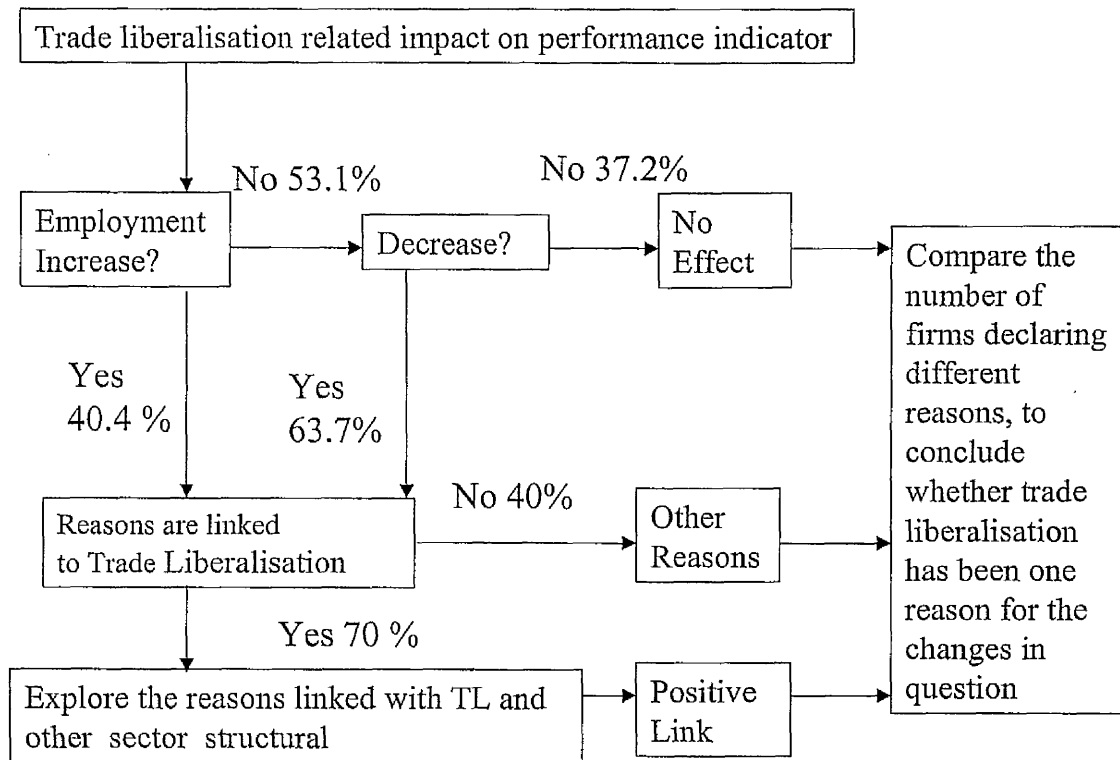 Trade liberalisation related impact on performance indicator
No 53.1%
No 37.2%
Employment
Increase?
Decrease?
No
Effect
Yes
40.4 %
Yes
63.7%
No 40%
Reasons are linked
to Trade Liberalisation
Other
Reasons
Yes 70 %
Explore the reasons linked with TL and
other sector structural
Positive
Link
Compare the
number of
firms declaring
different
reasons, to
conclude
whether trade
liberalisation
has been one
reason for the
changes in
question